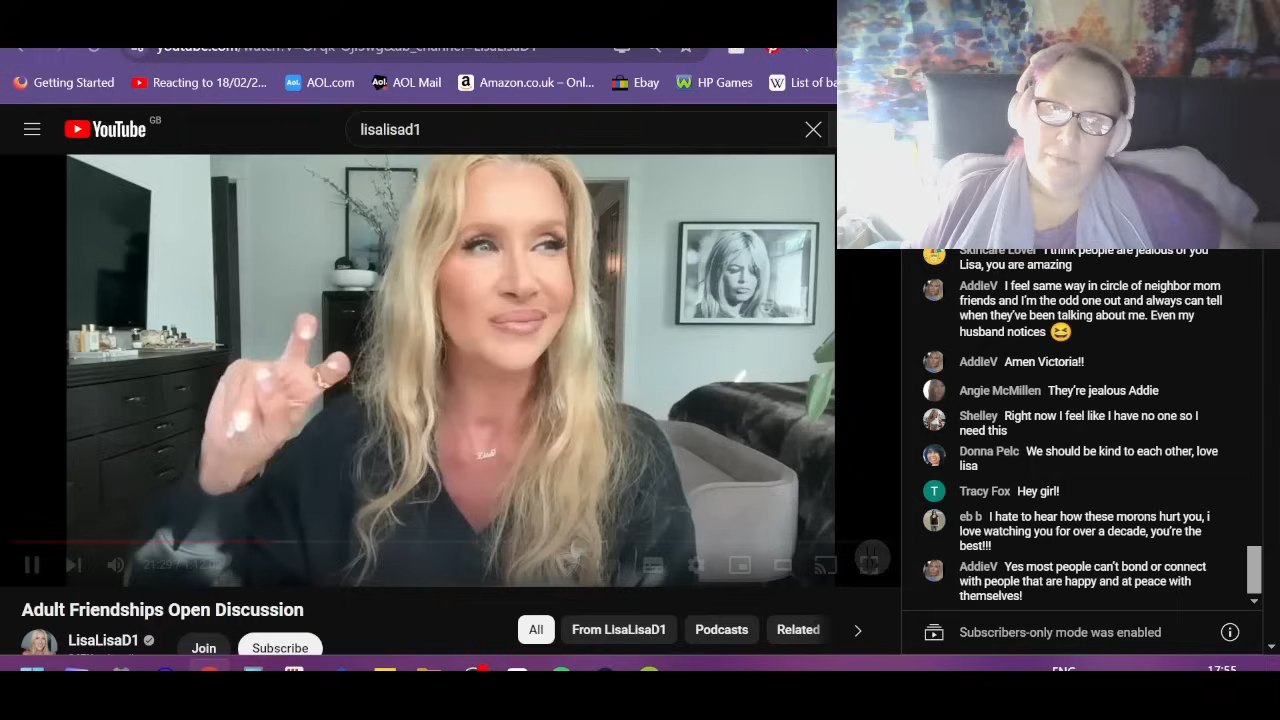 Getting Started
Reacting to 18/02/2...
AOL.com
AOL Mail
Amazon.co.uk – Onl...
Ebay
HP Games
List of ba
YouTube GB
lisalisad1
Lisa, you are amazing
AddieV I feel same way in circle of neighbor mom
friends and I'm the odd one out and always can tell
when they've been talking about me. Even my
husband notices 😆
AddieV Amen Victoria!!
Angie McMillen They're jealous Addie
Shelley Right now I feel like I have no one so I
need this
Donna Pelc We should be kind to each other, love
lisa
T Tracy Fox Hey girl!
eb b I hate to hear how these morons hurt you, i
love watching you for over a decade, you're the
best!!!
AddieV Yes most people can't bond or connect
with people that are happy and at peace with
themselves!
Subscribers-only mode was enabled
Adult Friendships Open Discussion
All
From LisaLisaD1
Podcasts
Related
LisaLisaD1
Join
Subscribe
ENG
17:55